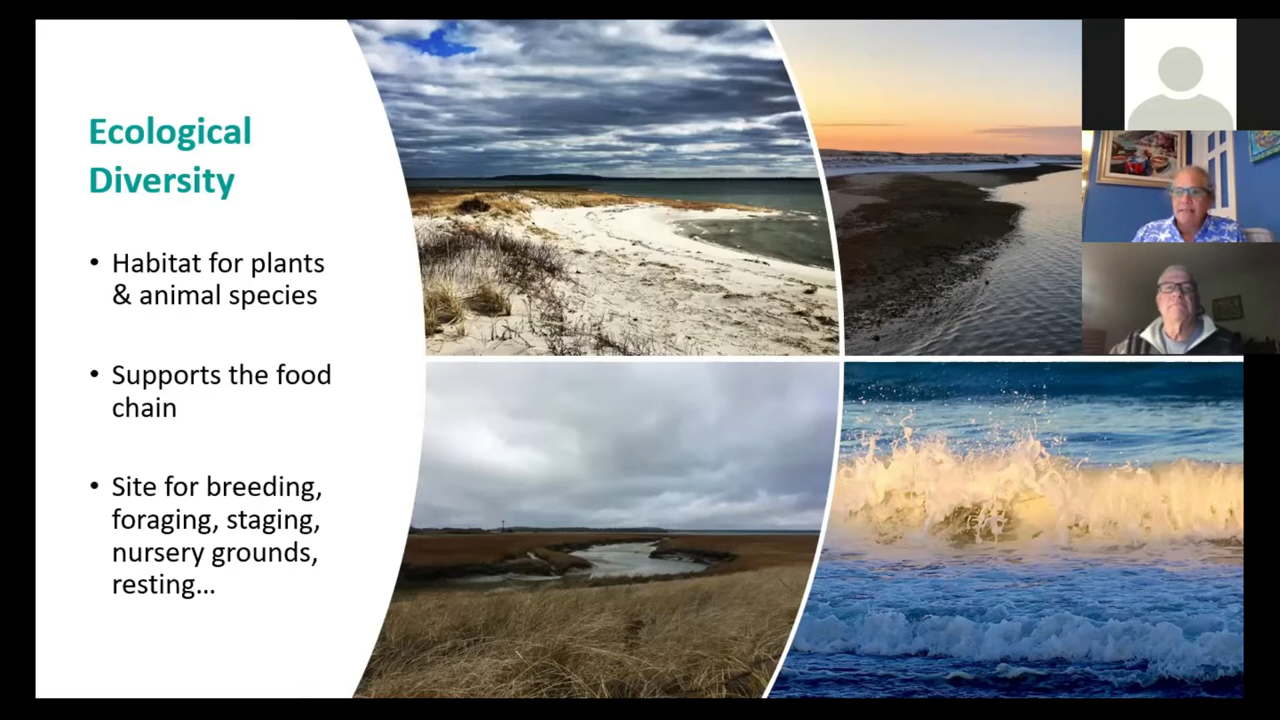 Ecological
Diversity
• Habitat for plants
& animal species
• Supports the food
chain
• Site for breeding,
foraging, staging,
nursery grounds,
resting…